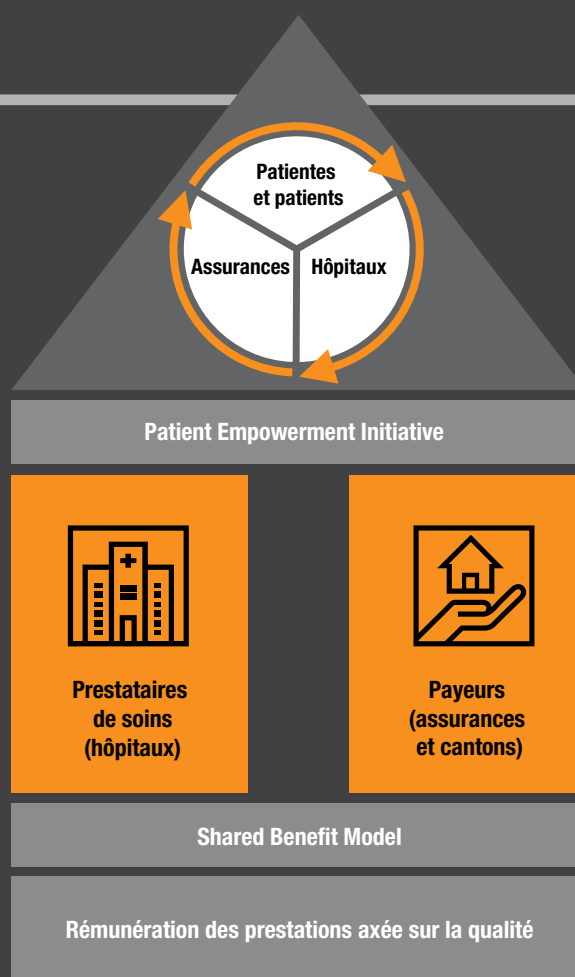 Patientes
et patients
Assurances
Hôpitaux
Patient Empowerment Initiative
Prestataires
de soins
(hôpitaux)
Payeurs
(assurances
et cantons)
Shared Benefit Model
Rémunération des prestations axée sur la qualité